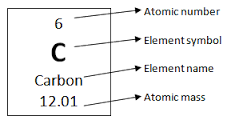 6
Atomic number
C
Element symbol
Carbon
Element name
12.01
Atomic mass